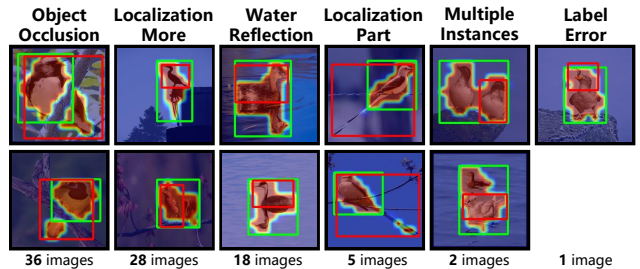 Object Occlusion
Localization More
Water Reflection
Localization Part
Multiple Instances
Label Error
36 images
28 images
18 images
5 images
2 images
1 image